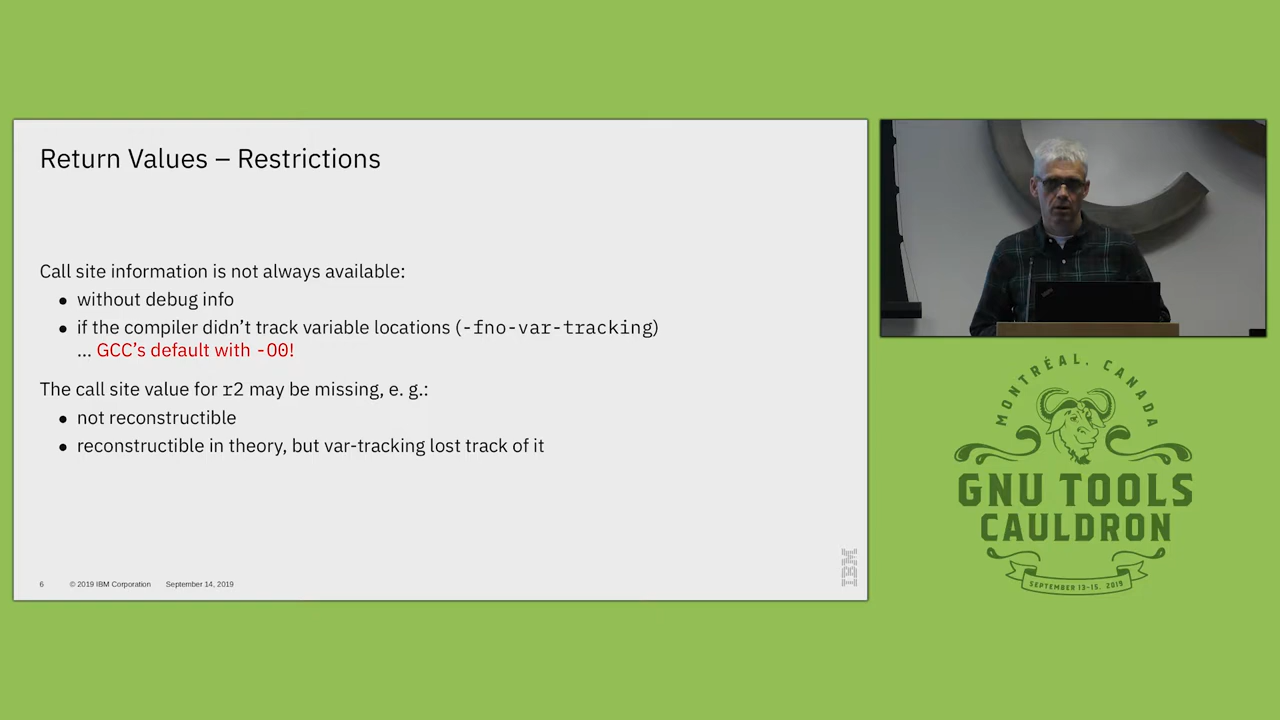 Return Values – Restrictions
Call site information is not always available:
● without debug info
● if the compiler didn't track variable locations (-fno-var-tracking)
... GCC's default with -O0!
The call site value for r2 may be missing, e. g.:
● not reconstructible
● reconstructible in theory, but var-tracking lost track of it
6 © 2019 IBM Corporation September 14, 2019
IBM
MONTRÉAL, CANADA
GNU TOOLS
CAULDRON
SEPTEMBER 13-15, 2019